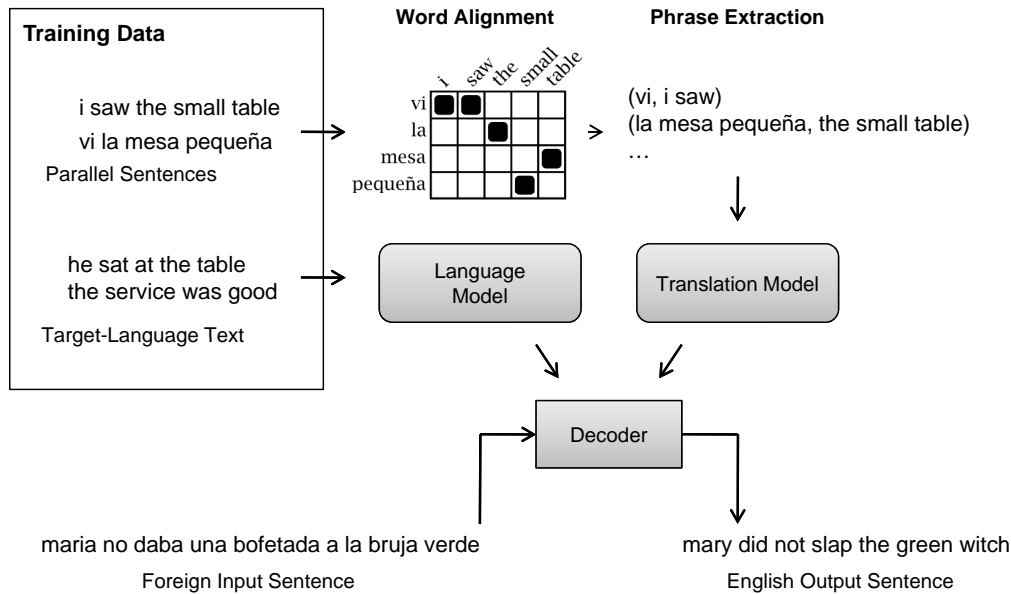 Training Data
Word Alignment
Phrase Extraction
i saw the small table
vi la mesa pequeña
Parallel Sentences
i
saw
the
small
table
vi
la
mesa
pequeña
(vi, i saw)
(la mesa pequeña, the small table)
…
he sat at the table
the service was good
Target-Language Text
Language
Model
Translation Model
Decoder
maria no daba una bofetada a la bruja verde
Foreign Input Sentence
mary did not slap the green witch
English Output Sentence